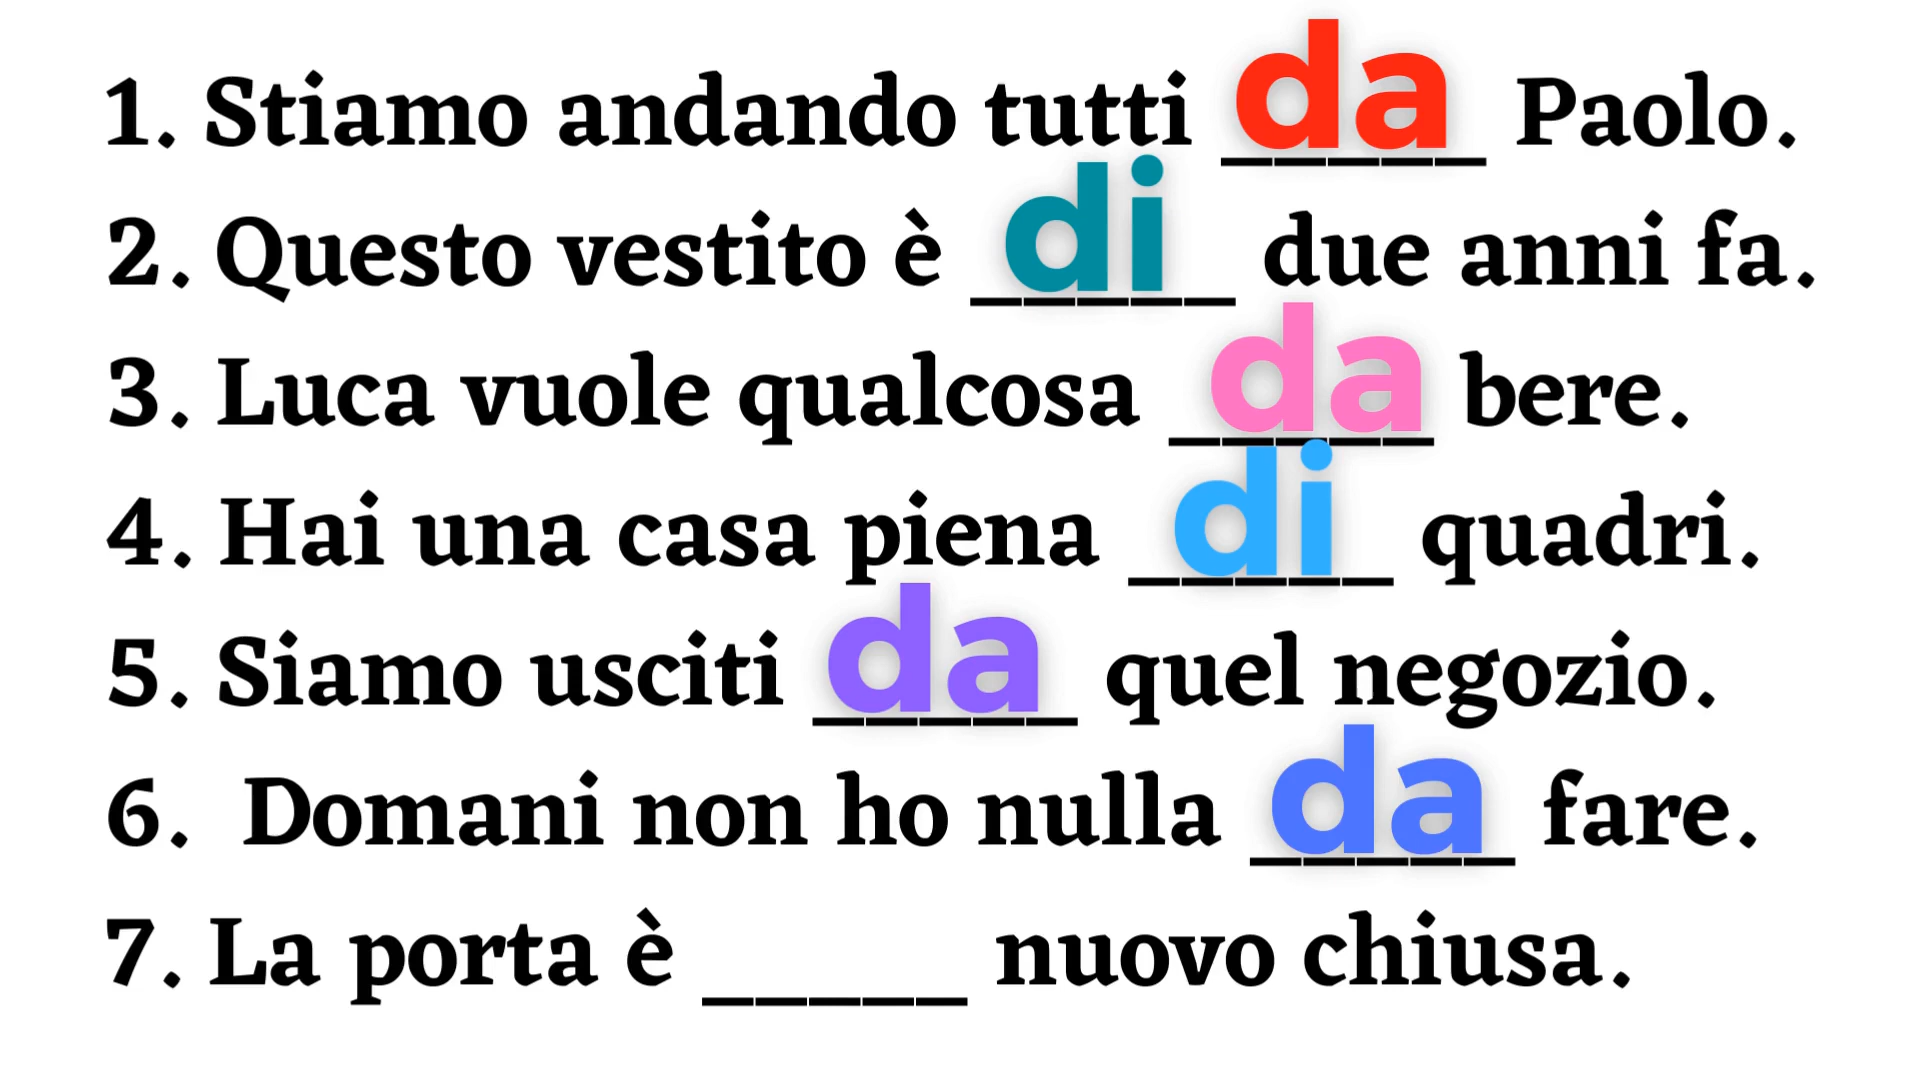 1. Stiamo andando tutti da Paolo.
2. Questo vestito è di due anni fa.
3. Luca vuole qualcosa da bere.
4. Hai una casa piena di quadri.
5. Siamo usciti da quel negozio.
6. Domani non ho nulla da fare.
7. La porta è _____ nuovo chiusa.